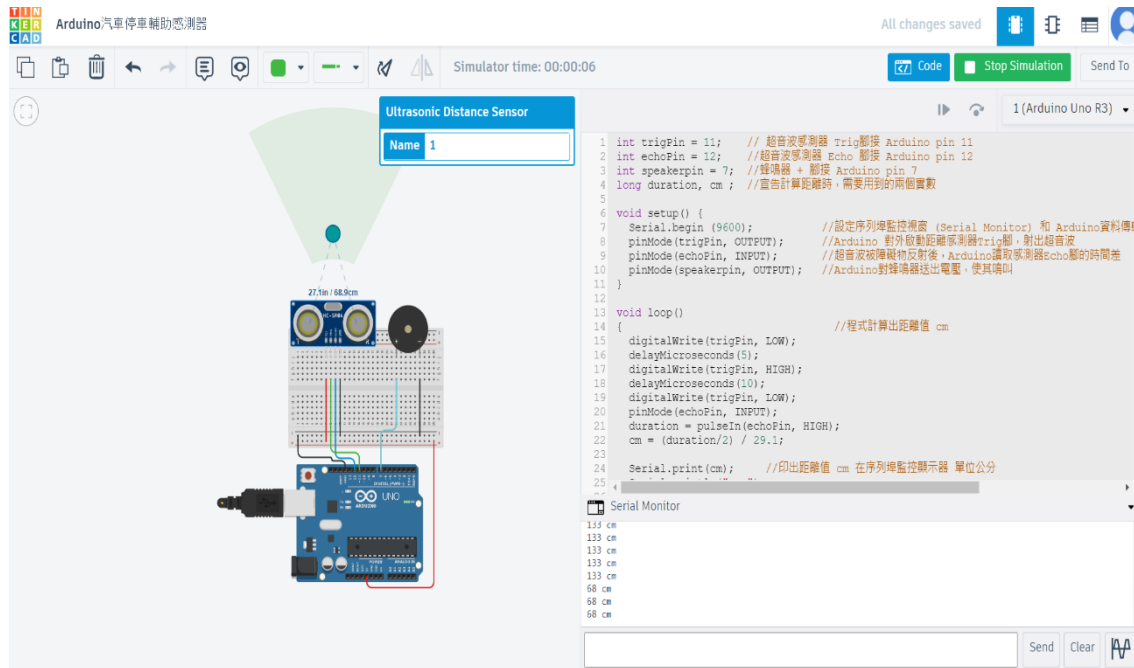 TINKERCAD
Arduino汽車停車輔助感測器
All changes saved
Simulator time: 00:00:06
Code
Stop Simulation
Send To
Ultrasonic Distance Sensor
Name 1
27.1in / 68.9cm
HC-SR04
UNO
ARDUINO
1 (Arduino Uno R3)
1 int trigPin = 11; // 超音波感測器 Trig腳接 Arduino pin 11
2 int echoPin = 12; //超音波感測器 Echo 腳接 Arduino pin 12
3 int speakerpin = 7; //蜂鳴器 + 腳接 Arduino pin 7
4 long duration, cm ; //宣告計算距離時，需要用到的兩個實數
5
6 void setup() {
7 Serial.begin (9600); //設定序列埠監控視窗 (Serial Monitor) 和 Arduino資料傳
8 pinMode(trigPin, OUTPUT); //Arduino 對外啟動距離感測器Trig腳，射出超音波
9 pinMode(echoPin, INPUT); //超音波被障礙物反射後，Arduino讀取感測器Echo腳的時間差
10 pinMode(speakerpin, OUTPUT); //Arduino對蜂鳴器送出電壓，使其鳴叫
11 }
12
13 void loop()
14 { //程式計算出距離值 cm
15 digitalWrite(trigPin, LOW);
16 delayMicroseconds(5);
17 digitalWrite(trigPin, HIGH);
18 delayMicroseconds(10);
19 digitalWrite(trigPin, LOW);
20 pinMode(echoPin, INPUT);
21 duration = pulseIn(echoPin, HIGH);
22 cm = (duration/2) / 29.1;
23
24 Serial.print(cm); //印出距離值 cm 在序列埠監控顯示器 單位公分
25
Serial Monitor
133 cm
133 cm
133 cm
133 cm
133 cm
68 cm
68 cm
68 cm
Send
Clear